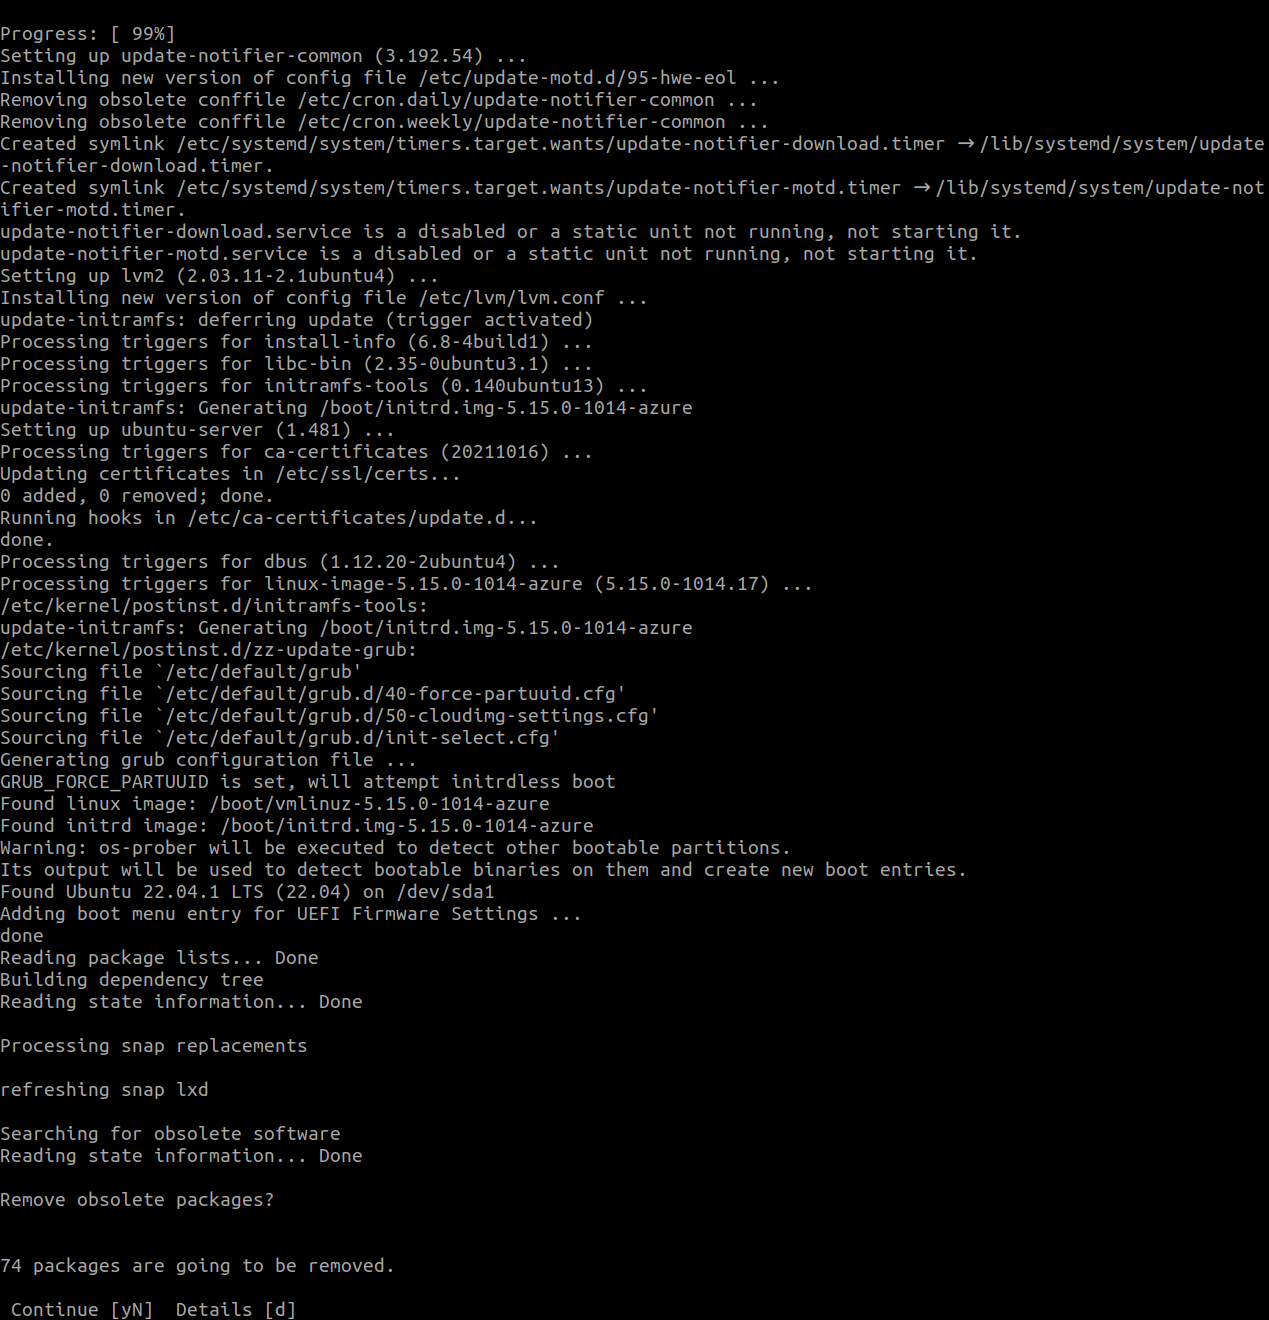 Progress: [ 99%]
Setting up update-notifier-common (3.192.54) ...
Installing new version of config file /etc/update-motd.d/95-hwe-eol ...
Removing obsolete conffile /etc/cron.daily/update-notifier-common ...
Removing obsolete conffile /etc/cron.weekly/update-notifier-common ...
Created symlink /etc/systemd/system/timers.target.wants/update-notifier-download.timer → /lib/systemd/system/update
-notifier-download.timer.
Created symlink /etc/systemd/system/timers.target.wants/update-notifier-motd.timer → /lib/systemd/system/update-not
ifier-motd.timer.
update-notifier-download.service is a disabled or a static unit not running, not starting it.
update-notifier-motd.service is a disabled or a static unit not running, not starting it.
Setting up lvm2 (2.03.11-2.1ubuntu4) ...
Installing new version of config file /etc/lvm/lvm.conf ...
update-initramfs: deferring update (trigger activated)
Processing triggers for install-info (6.8-4build1) ...
Processing triggers for libc-bin (2.35-0ubuntu3.1) ...
Processing triggers for initramfs-tools (0.140ubuntu13) ...
update-initramfs: Generating /boot/initrd.img-5.15.0-1014-azure
Setting up ubuntu-server (1.481) ...
Processing triggers for ca-certificates (20211016) ...
Updating certificates in /etc/ssl/certs...
0 added, 0 removed; done.
Running hooks in /etc/ca-certificates/update.d...
done.
Processing triggers for dbus (1.12.20-2ubuntu4) ...
Processing triggers for linux-image-5.15.0-1014-azure (5.15.0-1014.17) ...
/etc/kernel/postinst.d/initramfs-tools:
update-initramfs: Generating /boot/initrd.img-5.15.0-1014-azure
/etc/kernel/postinst.d/zz-update-grub:
Sourcing file `/etc/default/grub'
Sourcing file `/etc/default/grub.d/40-force-partuuid.cfg'
Sourcing file `/etc/default/grub.d/50-cloudimg-settings.cfg'
Sourcing file `/etc/default/grub.d/init-select.cfg'
Generating grub configuration file ...
GRUB_FORCE_PARTUUID is set, will attempt initrdless boot
Found linux image: /boot/vmlinuz-5.15.0-1014-azure
Found initrd image: /boot/initrd.img-5.15.0-1014-azure
Warning: os-prober will be executed to detect other bootable partitions.
Its output will be used to detect bootable binaries on them and create new boot entries.
Found Ubuntu 22.04.1 LTS (22.04) on /dev/sda1
Adding boot menu entry for UEFI Firmware Settings ...
done
Reading package lists... Done
Building dependency tree
Reading state information... Done
Processing snap replacements
refreshing snap lxd
Searching for obsolete software
Reading state information... Done
Remove obsolete packages?
74 packages are going to be removed.
Continue [yN]  Details [d]